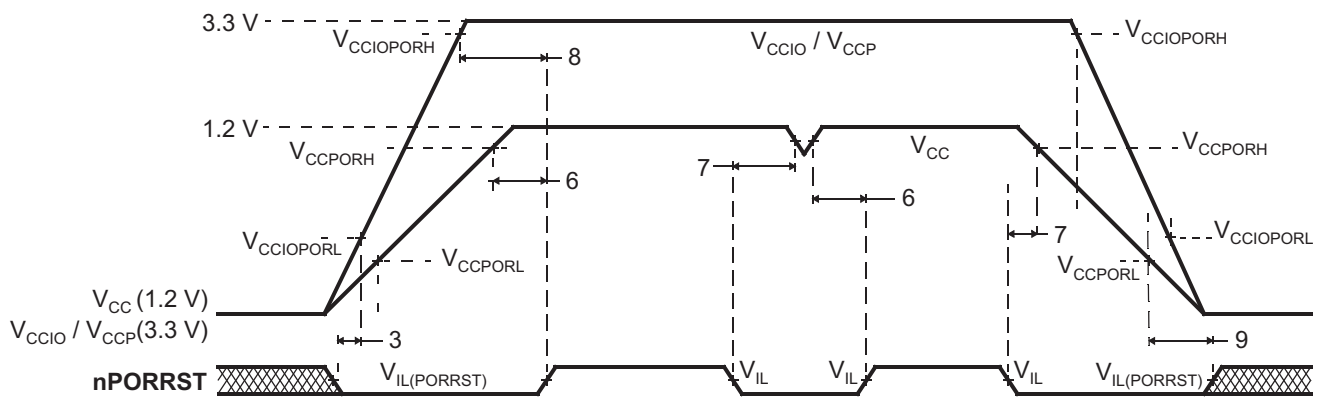 3.3 V
VCCIOPORH
VCCIO / VCCP
VCCIOPORH
8
1.2 V
VCCPORH
VCC
VCCPORH
7
6
6
7
VCCIOPORL
VCCPORL
VCCIOPORL
VCCPORL
VCC (1.2 V)
VCCIO / VCCP(3.3 V)
3
9
nPORRST
VIL(PORRST)
VIL
VIL
VIL
VIL(PORRST)